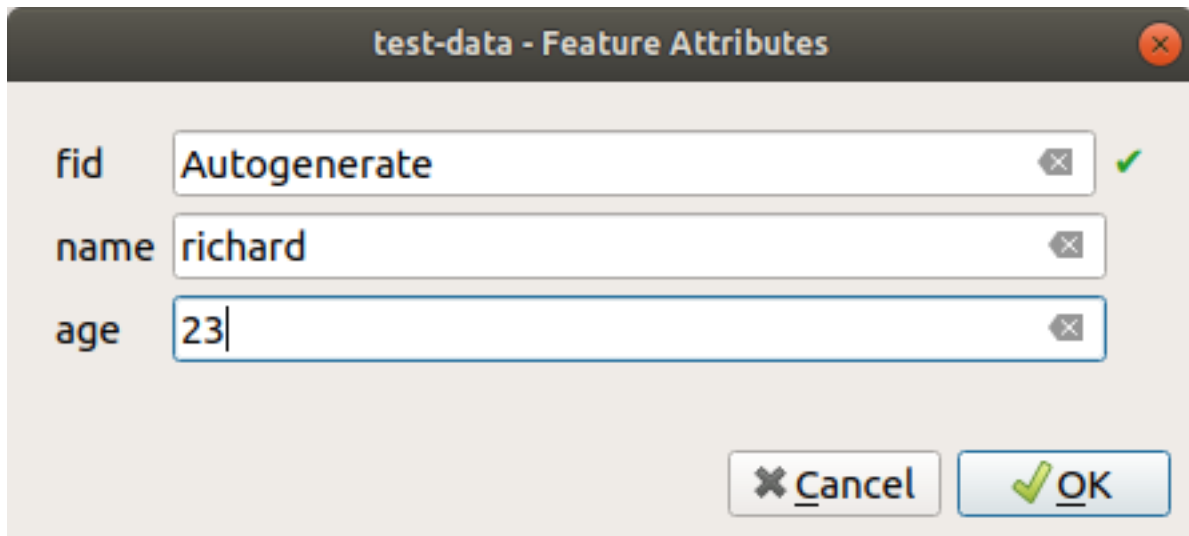 test-data - Feature Attributes
fid Autogenerate
name richard
age 23
Cancel OK